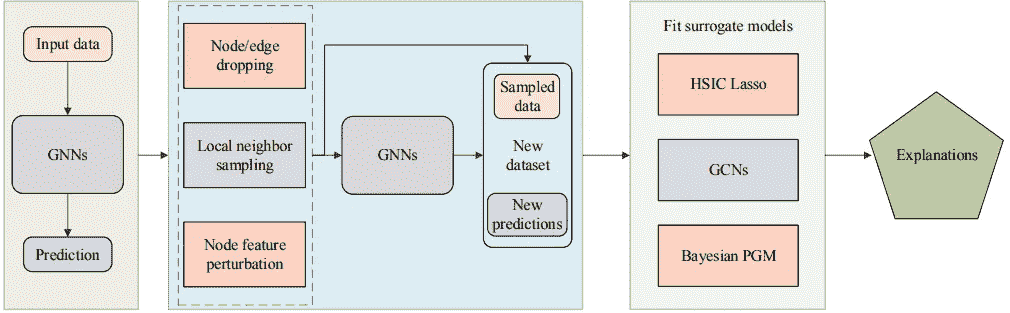 Input data
GNNs
Prediction
Node/edge
dropping
Local neighbor
sampling
Node feature
perturbation
GNNs
Sampled
data
New
dataset
New
predictions
Fit surrogate models
HSIC Lasso
GCNs
Bayesian PGM
Explanations